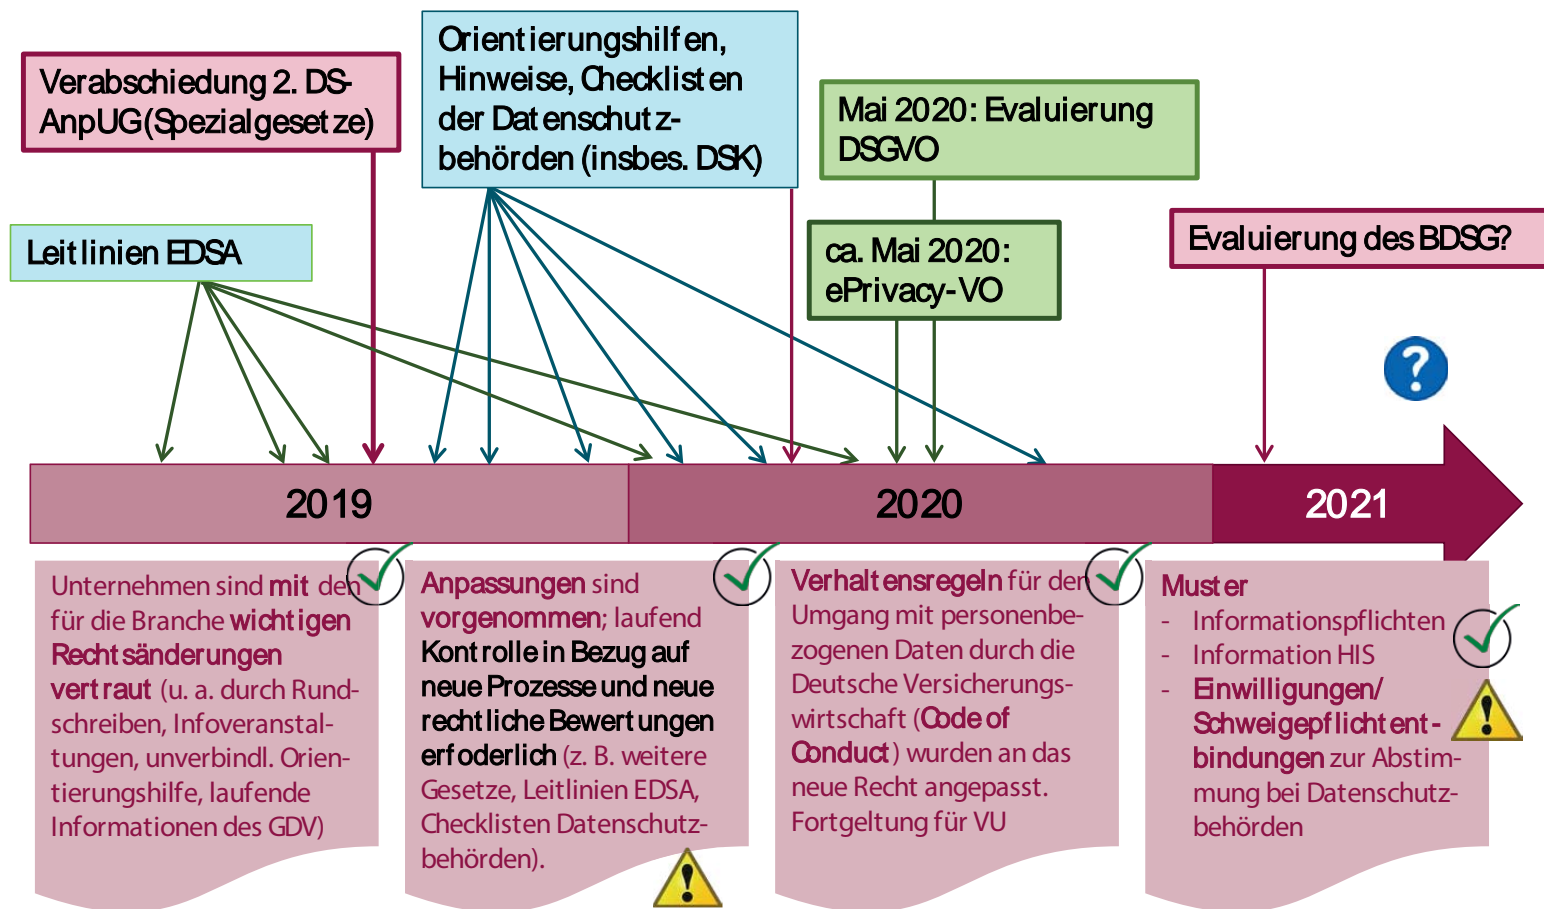 Verabschiedung 2. DS-
AnpUG(Spezialgesetze)
Orientierungshilfen,
Hinweise, Checklisten
der Datenschutz-
behörden (insbes. DSK)
Mai 2020: Evaluierung
DSGVO
Leitlinien EDSA
ca. Mai 2020:
ePrivacy-VO
Evaluierung des BDSG?
?
2019
2020
2021
Unternehmen sind mit den
für die Branche wichtigen
Rechtsänderungen
vertraut (u. a. durch Rund-
schreiben, Infoveranstal-
tungen, unverbindl. Orien-
tierungshilfe, laufende
Informationen des GDV)
Anpassungen sind
vorgenommen; laufend
Kontrolle in Bezug auf
neue Prozesse und neue
rechtliche Bewertungen
erfoderlich (z. B. weitere
Gesetze, Leitlinien EDSA,
Checklisten Datenschutz-
behörden).
!
Verhaltensregeln für den
Umgang mit personenbe-
zogenen Daten durch die
Deutsche Versicherungs-
wirtschaft (Code of
Conduct) wurden an das
neue Recht angepasst.
Fortgeltung für VU
Muster
- Informationspflichten
- Information HIS
- Einwilligungen/
Schweigepflichtent-
bindungen zur Abstim-
mung bei Datenschutz-
behörden
!